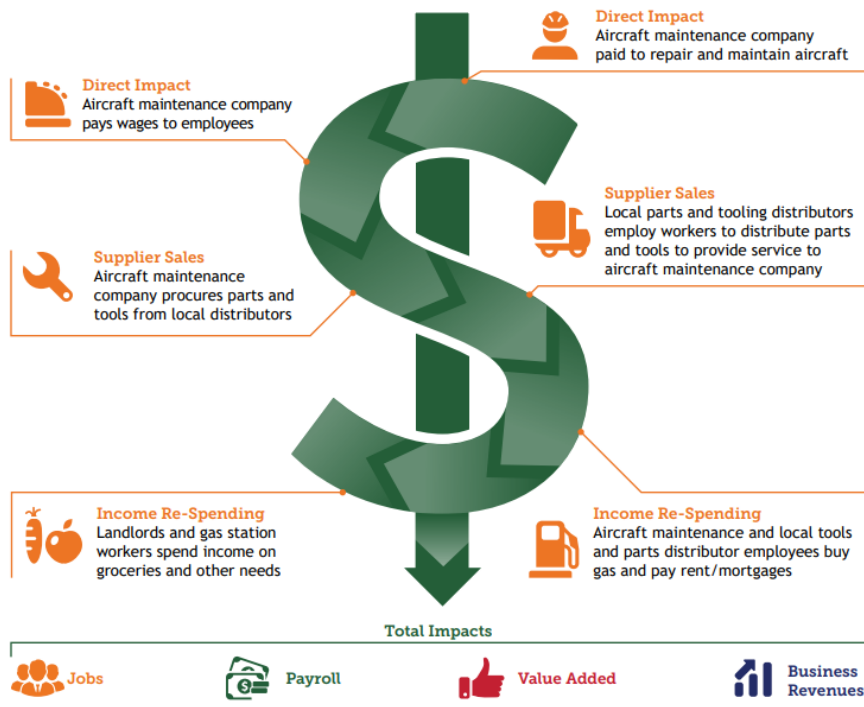 Direct Impact
Aircraft maintenance company
paid to repair and maintain aircraft
Direct Impact
Aircraft maintenance company
pays wages to employees
Supplier Sales
Local parts and tooling distributors
employ workers to distribute parts
and tools to provide service to
aircraft maintenance company
Supplier Sales
Aircraft maintenance
company procures parts and
tools from local distributors
Income Re-Spending
Aircraft maintenance and local tools
and parts distributor employees buy
gas and pay rent/mortgages
Income Re-Spending
Landlords and gas station
workers spend income on
groceries and other needs
Total Impacts
Jobs
Payroll
Value Added
Business
Revenues